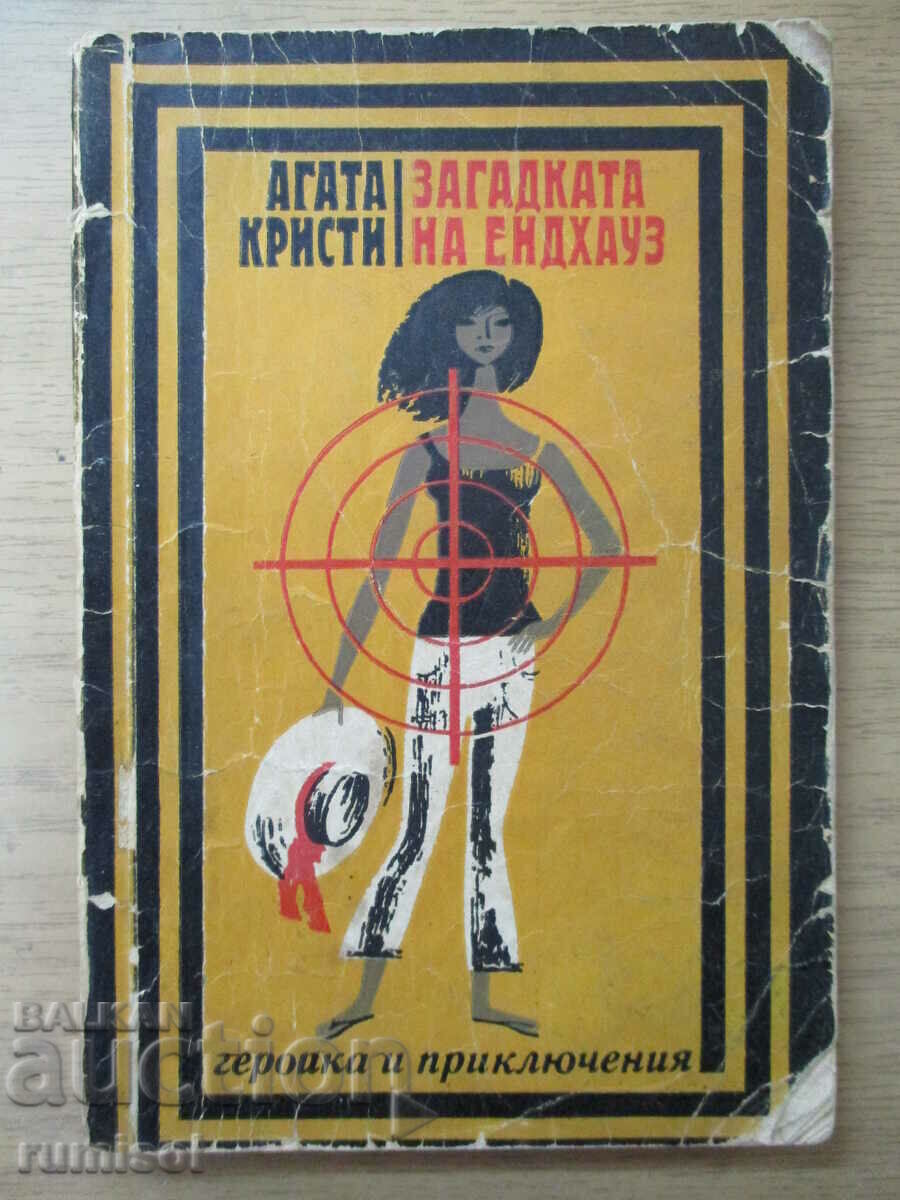 АГАТА
КРИСТИ
ЗАГАДКАТА
НА ЕНДХАУЗ
героика и приключения
BALKAN
auction
rumisol